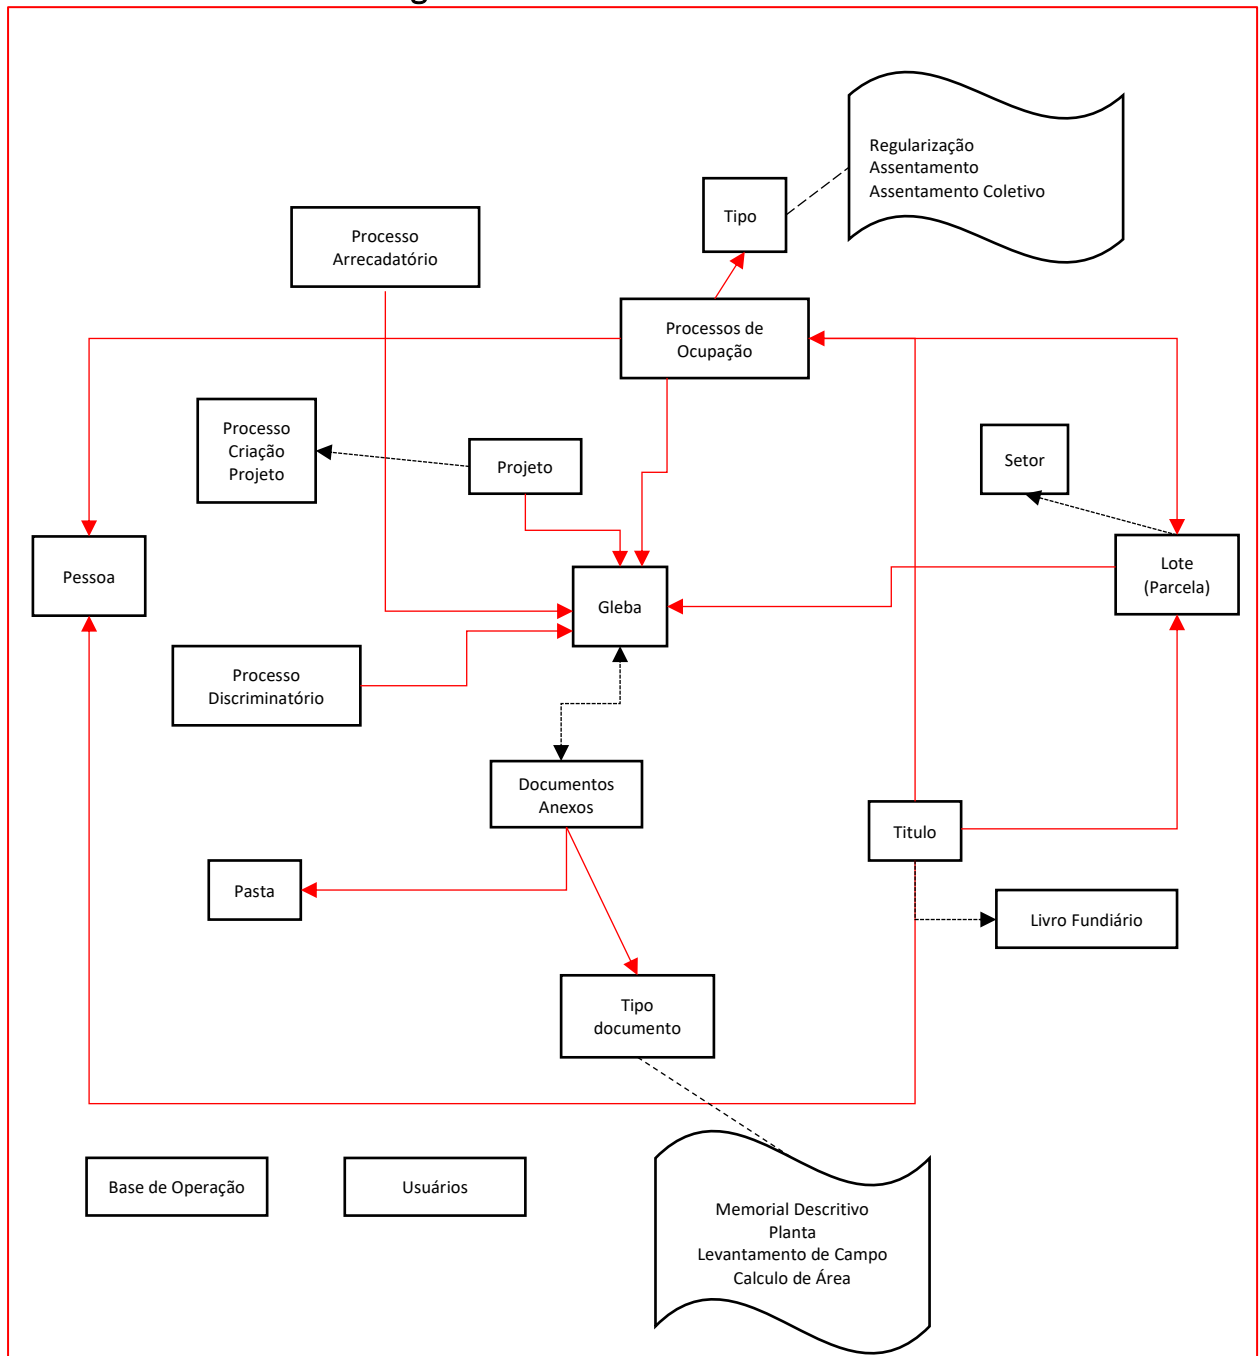 Regularização
Assentamento
Assentamento Coletivo
Tipo
Processo
Arrecadatório
Processos de
Ocupação
Processo
Criação
Projeto
Projeto
Setor
Pessoa
Gleba
Lote
(Parcela)
Processo
Discriminatório
Documentos
Anexos
Titulo
Pasta
Livro Fundiário
Tipo
documento
Base de Operação
Usuários
Memorial Descritivo
Planta
Levantamento de Campo
Calculo de Área